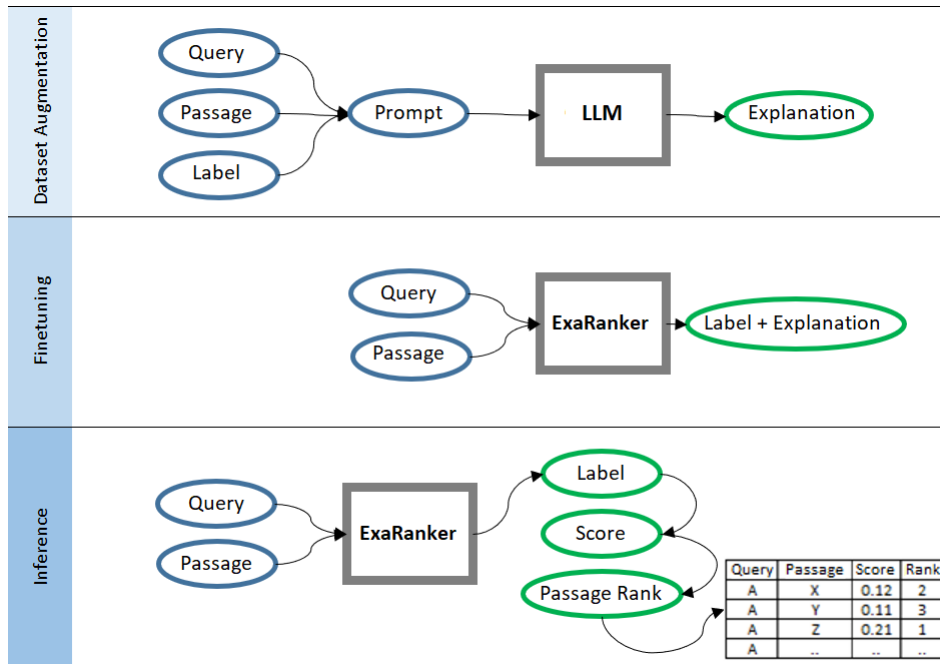 Dataset Augmentation
Query
Passage
Label
Prompt
LLM
Explanation
Finetuning
Query
Passage
ExaRanker
Label + Explanation
Inference
Query
Passage
ExaRanker
Label
Score
Passage Rank
Query Passage Score Rank
A X 0.12 2
A Y 0.11 3
A Z 0.21 1
A .. .. ..